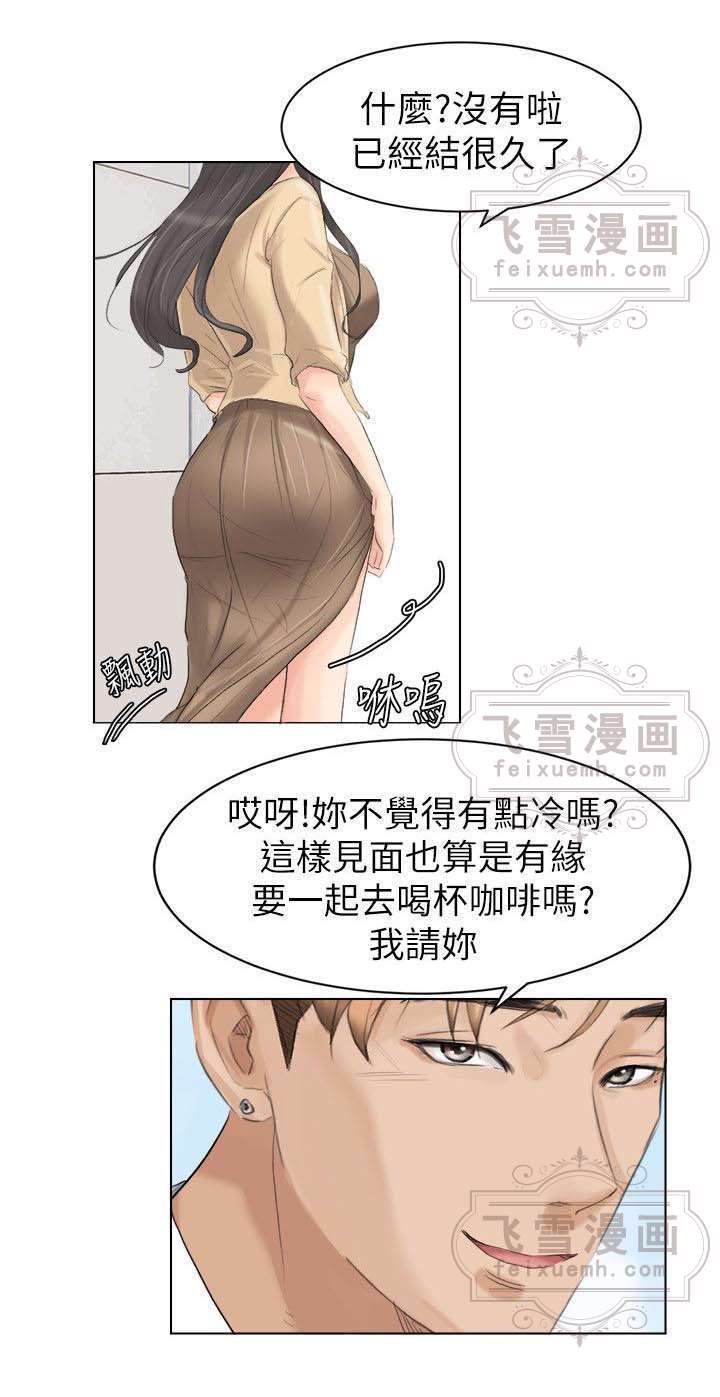 什麼?沒有啦
已經結很久了
飞雪漫画
feixuemh.com
飄動
咻嗚
飞雪漫画
feixuemh.com
哎呀!妳不覺得有點冷嗎?
這樣見面也算是有緣
要一起去喝杯咖啡嗎?
我請妳
飞雪漫画
feixuemh.com